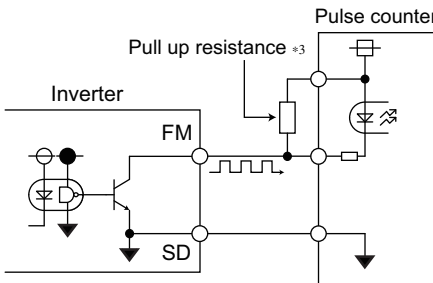 Pulse counter
Pull up resistance *3
Inverter
FM
SD